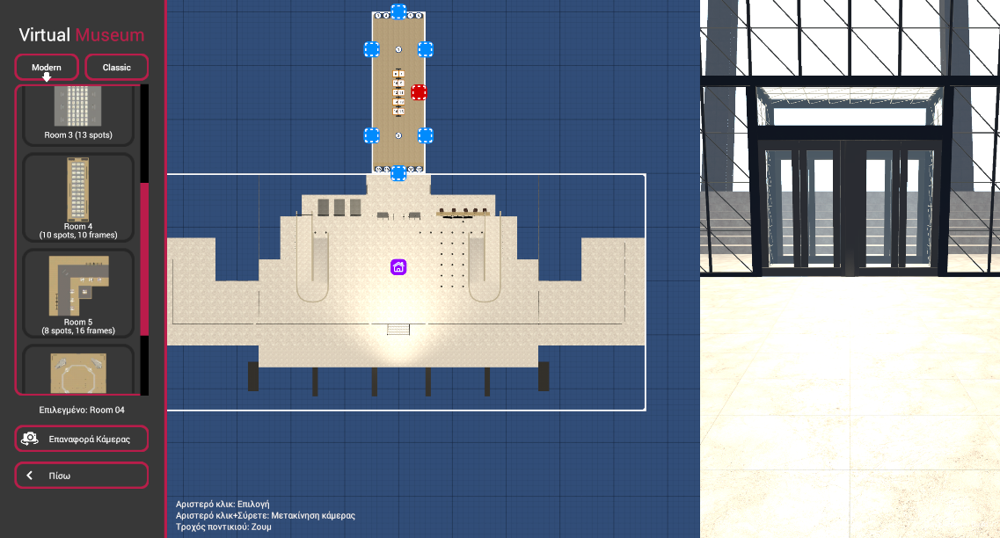 Virtual Museum
Modern
Classic
Room 3 (13 spots)
Room 4
(10 spots, 10 frames)
Room 5
(8 spots, 16 frames)
Επιλεγμένο: Room 04
Επαναφορά Κάμερας
Πίσω
Αριστερό κλικ: Επιλογή
Αριστερό κλικ+Σύρετε: Μετακίνηση κάμερας
Τροχός ποντικιού: Ζουμ